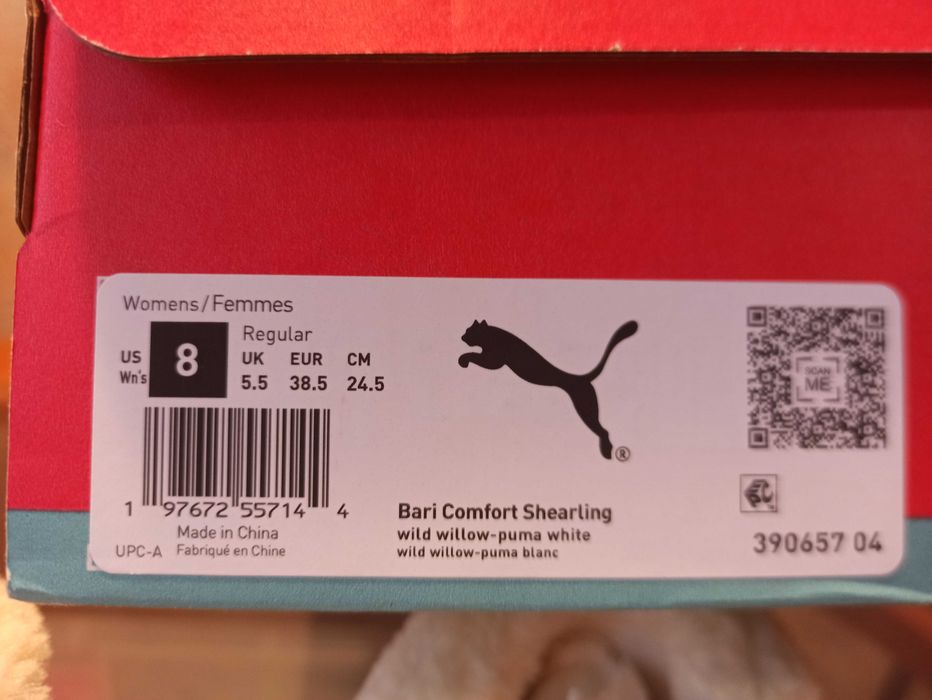 Womens/Femmes
US
Wn's
8
Regular
UK EUR CM
5.5 38.5 24.5
1 97672 55714 4
Made in China
UPC-A Fabriqué en Chine
®
Bari Comfort Shearling
wild willow-puma white
wild willow-puma blanc
SCAN
ME
390657 04